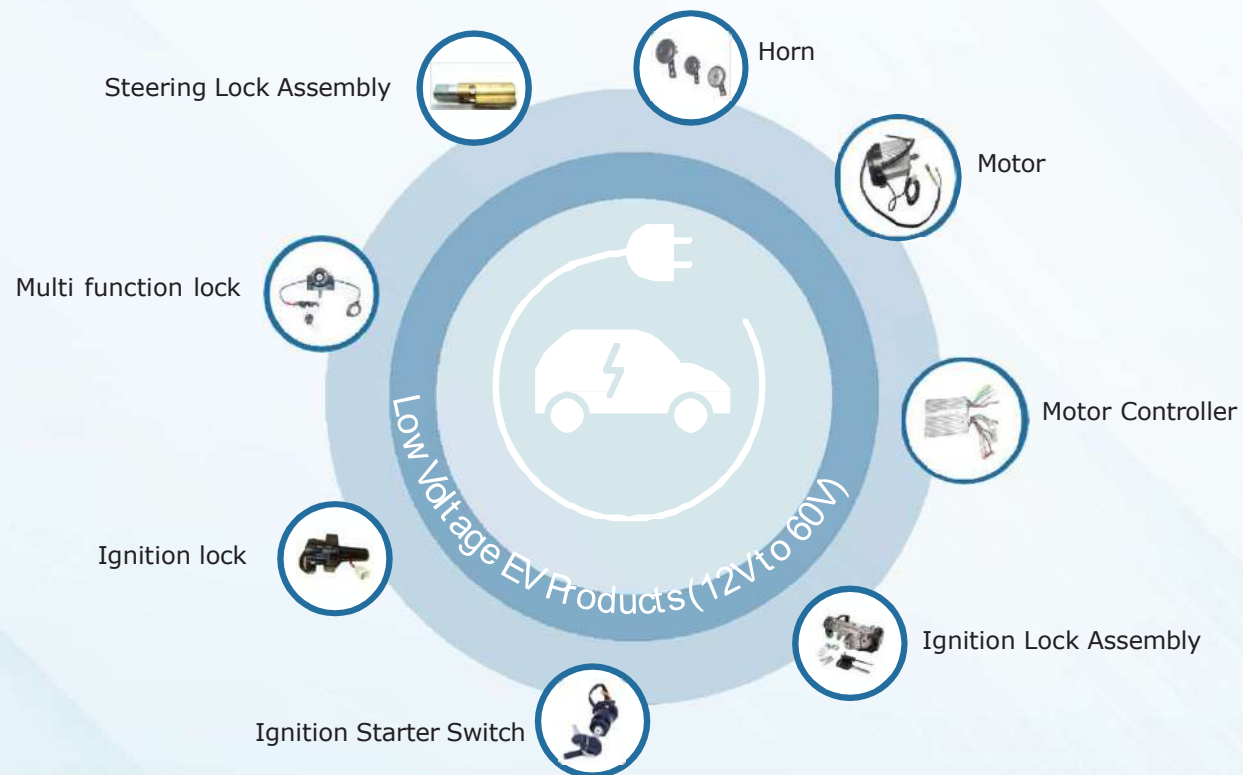 Horn
Steering Lock Assembly
Motor
Multi function lock
Motor Controller
Low Voltage EV Products (12V to 60V)
Ignition lock
Ignition Lock Assembly
Ignition Starter Switch